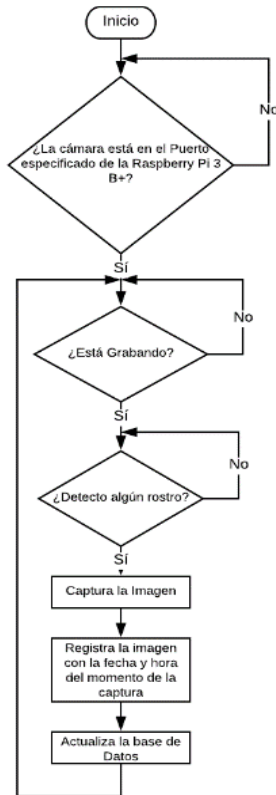 Inicio
No
¿La cámara está en el Puerto
especificado de la Raspberry Pi 3
B+?
Sí
No
¿Está Grabando?
Sí
No
¿Detecto algún rostro?
Sí
Captura la Imagen
Registra la imagen
con la fecha y hora
del momento de la
captura
Actualiza la base de
Datos